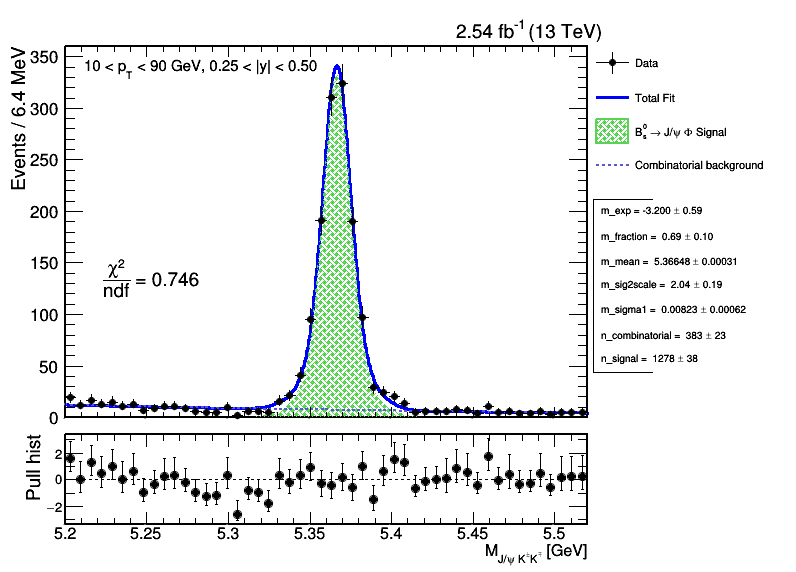 2.54 fb⁻¹ (13 TeV)
Events / 6.4 MeV
350
300
250
200
150
100
50
0
10 < p_T < 90 GeV, 0.25 < |y| < 0.50
χ²/ndf = 0.746
Data
Total Fit
B_s^0 → J/ψ Φ Signal
Combinatorial background
m_exp = -3.200 ± 0.59
m_fraction = 0.69 ± 0.10
m_mean = 5.36648 ± 0.00031
m_sig2scale = 2.04 ± 0.19
m_sigma1 = 0.00823 ± 0.00062
n_combinatorial = 383 ± 23
n_signal = 1278 ± 38
Pull hist
2
0
−2
5.2 5.25 5.3 5.35 5.4 5.45 5.5
M_{J/ψ K^±K^∓} [GeV]